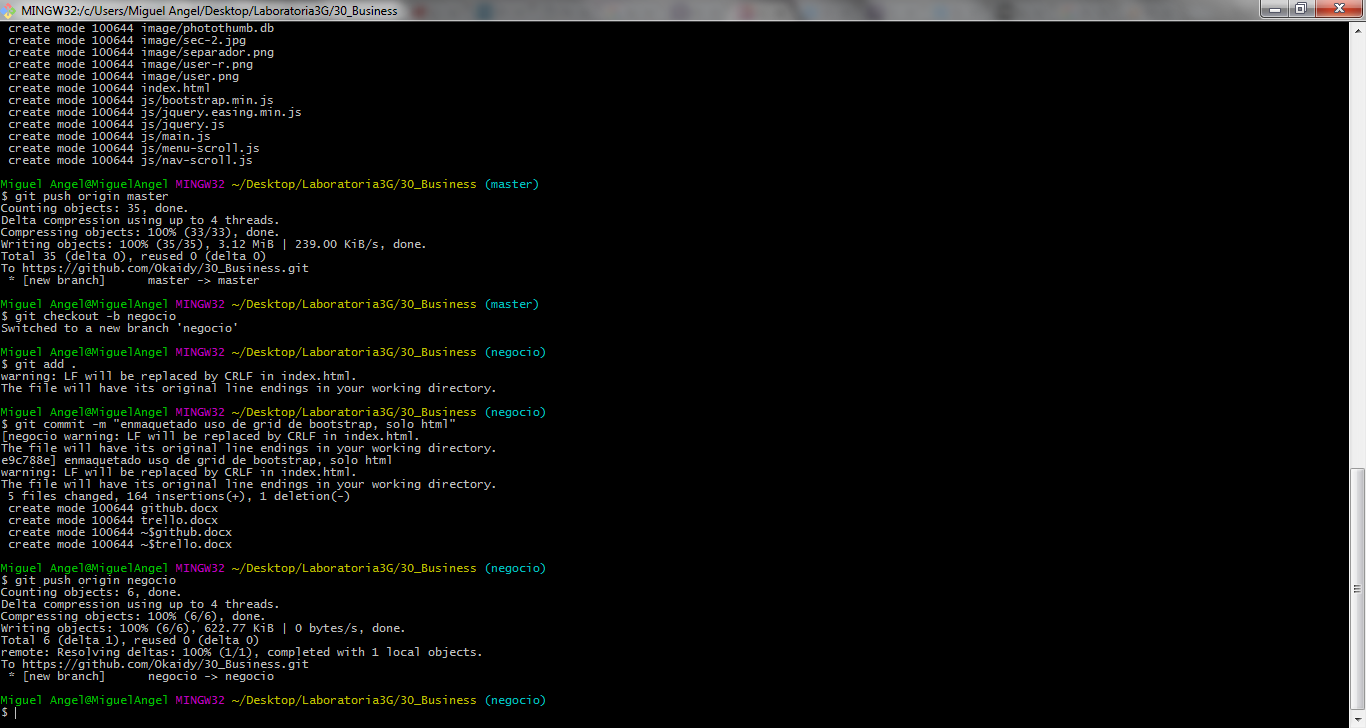 MINGW32:/c/Users/Miguel Angel/Desktop/Laboratoria3G/30_Business
create mode 100644 image/photothumb.db
create mode 100644 image/sec-2.jpg
create mode 100644 image/separador.png
create mode 100644 image/user-r.png
create mode 100644 image/user.png
create mode 100644 index.html
create mode 100644 js/bootstrap.min.js
create mode 100644 js/jquery.easing.min.js
create mode 100644 js/jquery.js
create mode 100644 js/main.js
create mode 100644 js/menu-scroll.js
create mode 100644 js/nav-scroll.js
Miguel Angel@MiguelAngel MINGW32 ~/Desktop/Laboratoria3G/30_Business (master)
$ git push origin master
Counting objects: 35, done.
Delta compression using up to 4 threads.
Compressing objects: 100% (33/33), done.
Writing objects: 100% (35/35), 3.12 MiB | 239.00 KiB/s, done.
Total 35 (delta 0), reused 0 (delta 0)
To https://github.com/Okaidy/30_Business.git
* [new branch]      master -> master
Miguel Angel@MiguelAngel MINGW32 ~/Desktop/Laboratoria3G/30_Business (master)
$ git checkout -b negocio
Switched to a new branch 'negocio'
Miguel Angel@MiguelAngel MINGW32 ~/Desktop/Laboratoria3G/30_Business (negocio)
$ git add .
warning: LF will be replaced by CRLF in index.html.
The file will have its original line endings in your working directory.
Miguel Angel@MiguelAngel MINGW32 ~/Desktop/Laboratoria3G/30_Business (negocio)
$ git commit -m "enmaquetado uso de grid de bootstrap, solo html"
[negocio warning: LF will be replaced by CRLF in index.html.
The file will have its original line endings in your working directory.
e9c788e] enmaquetado uso de grid de bootstrap, solo html
warning: LF will be replaced by CRLF in index.html.
The file will have its original line endings in your working directory.
5 files changed, 164 insertions(+), 1 deletion(-)
create mode 100644 github.docx
create mode 100644 trello.docx
create mode 100644 ~$github.docx
create mode 100644 ~$trello.docx
Miguel Angel@MiguelAngel MINGW32 ~/Desktop/Laboratoria3G/30_Business (negocio)
$ git push origin negocio
Counting objects: 6, done.
Delta compression using up to 4 threads.
Compressing objects: 100% (6/6), done.
Writing objects: 100% (6/6), 622.77 KiB | 0 bytes/s, done.
Total 6 (delta 1), reused 0 (delta 0)
remote: Resolving deltas: 100% (1/1), completed with 1 local objects.
To https://github.com/Okaidy/30_Business.git
* [new branch]      negocio -> negocio
Miguel Angel@MiguelAngel MINGW32 ~/Desktop/Laboratoria3G/30_Business (negocio)
$